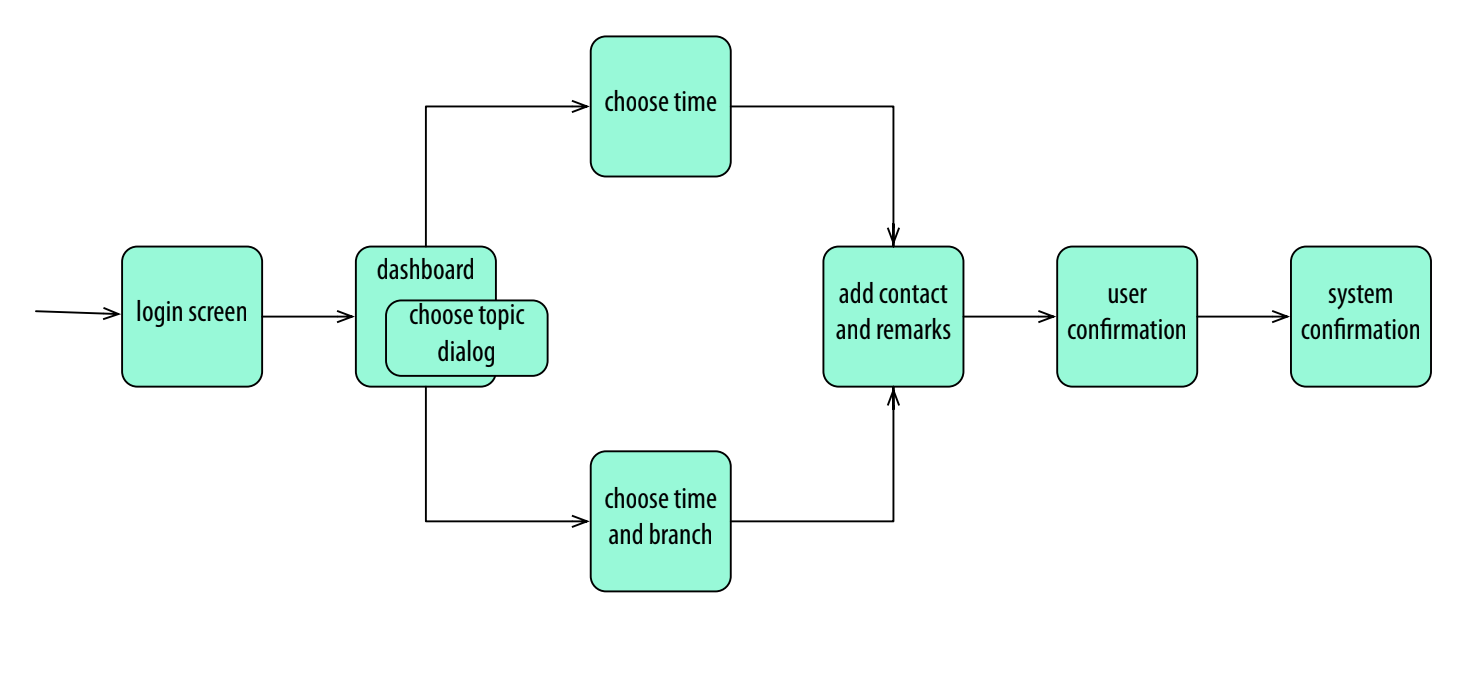 choose time
login screen
dashboard
choose topic
dialog
add contact
and remarks
user
confirmation
system
confirmation
choose time
and branch